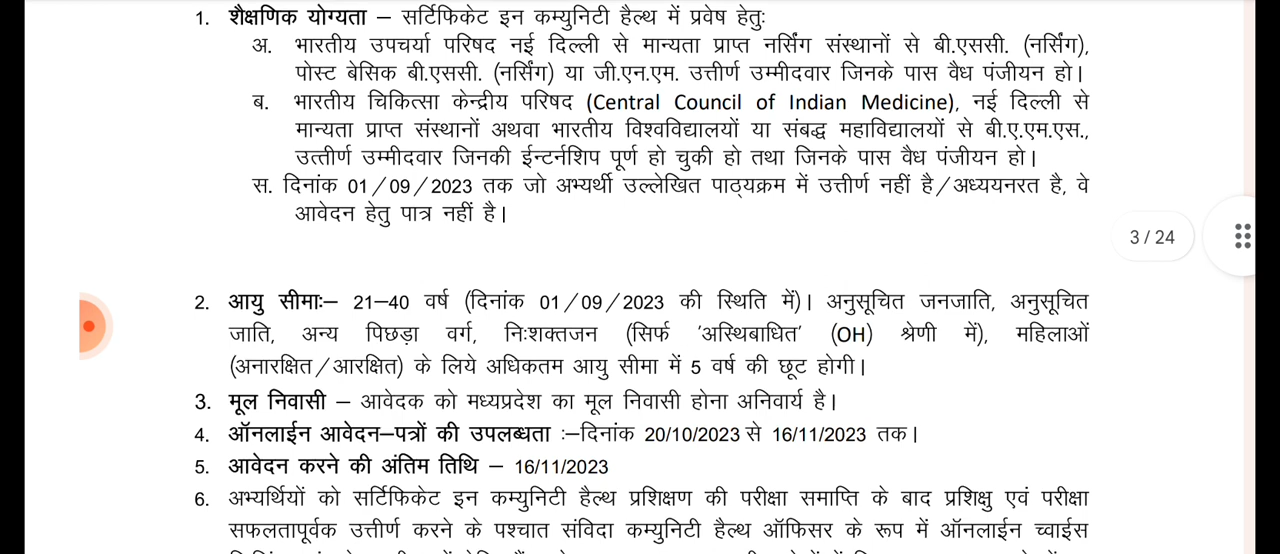 1. शैक्षणिक योग्यता – सर्टिफिकेट इन कम्युनिटी हैल्थ में प्रवेष हेतुः
अ. भारतीय उपचर्या परिषद नई दिल्ली से मान्यता प्राप्त नर्सिंग संस्थानों से बी.एससी. (नर्सिंग),
पोस्ट बेसिक बी.एससी. (नर्सिंग) या जी.एन.एम. उत्तीर्ण उम्मीदवार जिनके पास वैध पंजीयन हो।
ब. भारतीय चिकित्सा केन्द्रीय परिषद (Central Council of Indian Medicine), नई दिल्ली से
मान्यता प्राप्त संस्थानों अथवा भारतीय विश्वविद्यालयों या संबद्ध महाविद्यालयों से बी.ए.एम.एस.,
उत्तीर्ण उम्मीदवार जिनकी ईन्टर्नशिप पूर्ण हो चुकी हो तथा जिनके पास वैध पंजीयन हो।
स. दिनांक 01/09/2023 तक जो अभ्यर्थी उल्लेखित पाठ्यक्रम में उत्तीर्ण नहीं है/अध्ययनरत है, वे
आवेदन हेतु पात्र नहीं है।
3 / 24
2. आयु सीमाः– 21–40 वर्ष (दिनांक 01/09/2023 की स्थिति में)। अनुसूचित जनजाति, अनुसूचित
जाति, अन्य पिछड़ा वर्ग, निःशक्तजन (सिर्फ 'अस्थिबाधित' (OH) श्रेणी में), महिलाओं
(अनारक्षित/आरक्षित) के लिये अधिकतम आयु सीमा में 5 वर्ष की छूट होगी।
3. मूल निवासी – आवेदक को मध्यप्रदेश का मूल निवासी होना अनिवार्य है।
4. ऑनलाईन आवेदन–पत्रों की उपलब्धता :–दिनांक 20/10/2023 से 16/11/2023 तक।
5. आवेदन करने की अंतिम तिथि – 16/11/2023
6. अभ्यर्थियों को सर्टिफिकेट इन कम्युनिटी हैल्थ प्रशिक्षण की परीक्षा समाप्ति के बाद प्रशिक्षु एवं परीक्षा
सफलतापूर्वक उत्तीर्ण करने के पश्चात संविदा कम्युनिटी हैल्थ ऑफिसर के रूप में ऑनलाईन च्वाईस